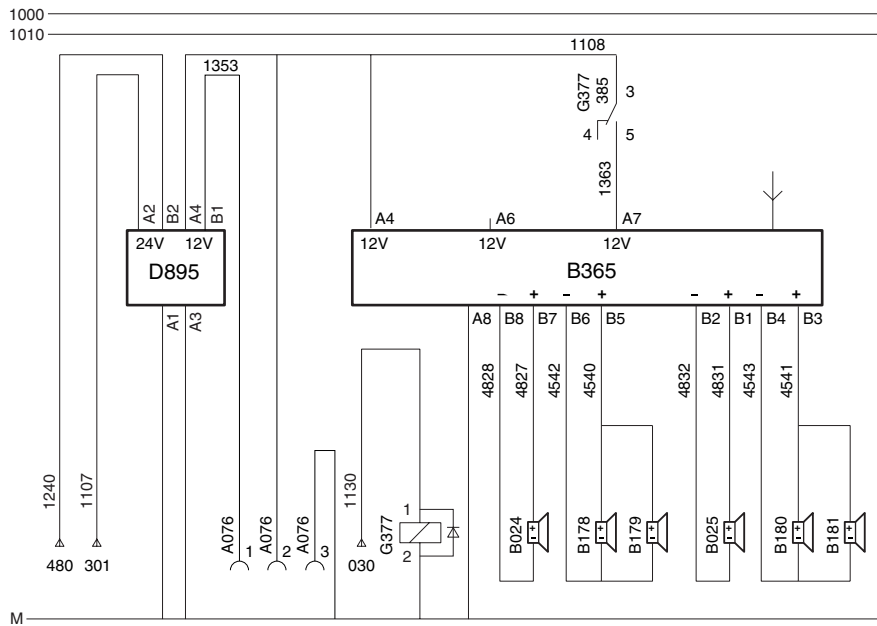 1000
1010
1108
1353
G377
385
3
4
5
1363
A2
B2
A4
B1
A4
A6
A7
24V
12V
12V
12V
12V
D895
B365
– + – + – + – +
A1
A3
A8
B8
B7
B6
B5
B2
B1
B4
B3
4828
4827
4542
4540
4832
4831
4543
4541
1240
1107
A076
A076
A076
1130
G377
1
2
B024
B178
B179
B025
B180
B181
480
301
1
2
3
030
M